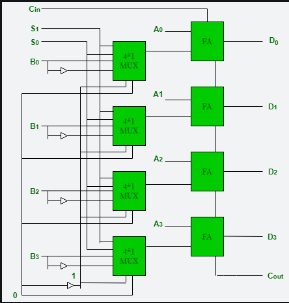 Cin
S1
S0
A0
FA
D0
4*1
MUX
B0
A1
FA
D1
4*1
MUX
B1
A2
FA
D2
4*1
MUX
B2
A3
FA
D3
4*1
MUX
B3
1
Cout
0